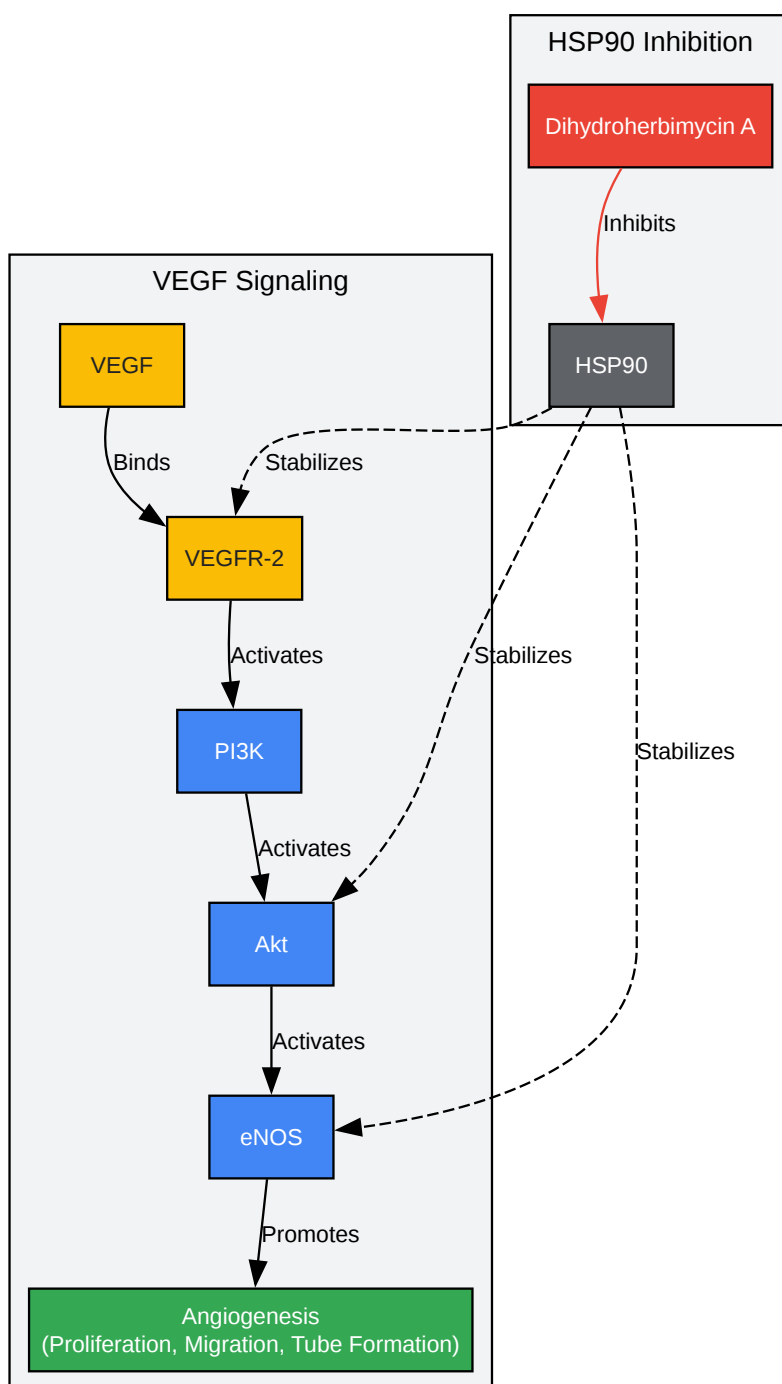 HSP90 Inhibition
Dihydroherbimycin A
Inhibits
HSP90
VEGF Signaling
VEGF
Binds
Stabilizes
VEGFR-2
Activates
Stabilizes
PI3K
Stabilizes
Activates
Akt
Activates
eNOS
Promotes
Angiogenesis
(Proliferation, Migration, Tube Formation)